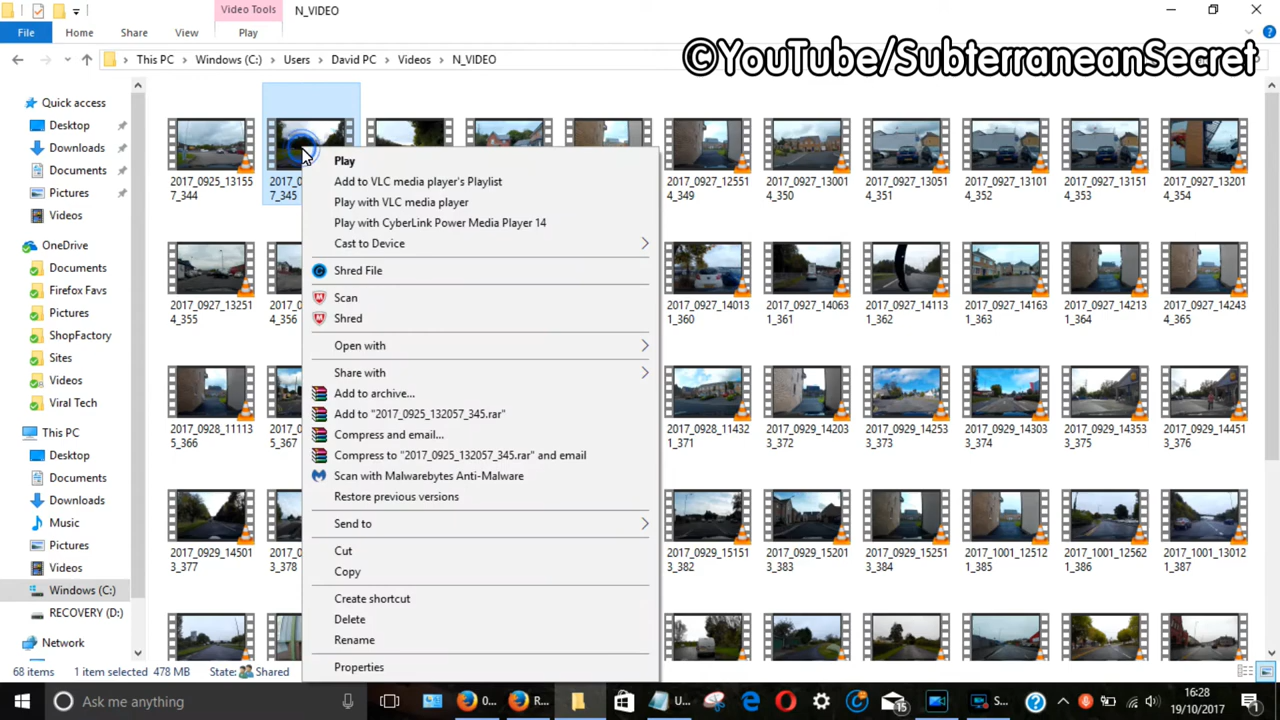 Video Tools
N_VIDEO
File Home Share View Play
This PC › Windows (C:) › Users › David PC › Videos › N_VIDEO
©YouTube/SubterraneanSecret
Quick access
Desktop
Downloads
Documents
Pictures
Videos
OneDrive
Documents
Firefox Favs
Pictures
ShopFactory
Sites
Videos
Viral Tech
This PC
Desktop
Documents
Downloads
Music
Pictures
Videos
Windows (C:)
RECOVERY (D:)
Network
2017_0925_13155
7_344
7_345
2017_0927_12551
4_349
2017_0927_13001
4_350
2017_0927_13051
4_351
2017_0927_13101
4_352
2017_0927_13151
4_353
2017_0927_13201
4_354
2017_0927_13251
4_355
4_356
2017_0927_14013
1_360
2017_0927_14063
1_361
2017_0927_14113
1_362
2017_0927_14163
1_363
2017_0927_14213
1_364
2017_0927_14243
4_365
2017_0928_11113
5_366
5_367
2017_0928_11432
1_371
2017_0929_14203
3_372
2017_0929_14253
3_373
2017_0929_14303
3_374
2017_0929_14353
3_375
2017_0929_14451
3_376
2017_0929_14501
3_377
3_378
2017_0929_15151
3_382
2017_0929_15201
3_383
2017_0929_15251
3_384
2017_1001_12512
1_385
2017_1001_12562
1_386
2017_1001_13012
1_387
Play
Add to VLC media player's Playlist
Play with VLC media player
Play with CyberLink Power Media Player 14
Cast to Device
Shred File
Scan
Shred
Open with
Share with
Add to archive...
Add to "2017_0925_132057_345.rar"
Compress and email...
Compress to "2017_0925_132057_345.rar" and email
Scan with Malwarebytes Anti-Malware
Restore previous versions
Send to
Cut
Copy
Create shortcut
Delete
Rename
Properties
68 items 1 item selected 478 MB State: Shared
Ask me anything
0... R... U... 15 S...
16:28
19/10/2017
1